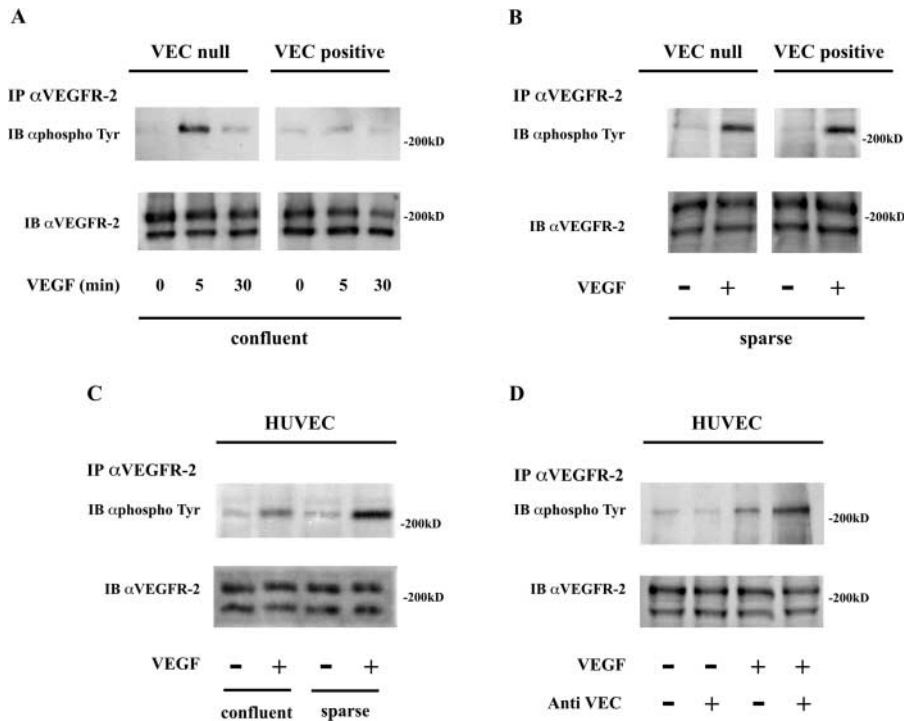 A
VEC null VEC positive
IP αVEGFR-2
IB αphospho Tyr
-200kD
IB αVEGFR-2
-200kD
VEGF (min) 0 5 30 0 5 30
confluent
B
VEC null VEC positive
IP αVEGFR-2
IB αphospho Tyr
-200kD
IB αVEGFR-2
-200kD
VEGF - + - +
sparse
C
HUVEC
IP αVEGFR-2
IB αphospho Tyr
-200kD
IB αVEGFR-2
-200kD
VEGF - + - +
confluent sparse
D
HUVEC
IP αVEGFR-2
IB αphospho Tyr
-200kD
IB αVEGFR-2
-200kD
VEGF - - + +
Anti VEC - + - +